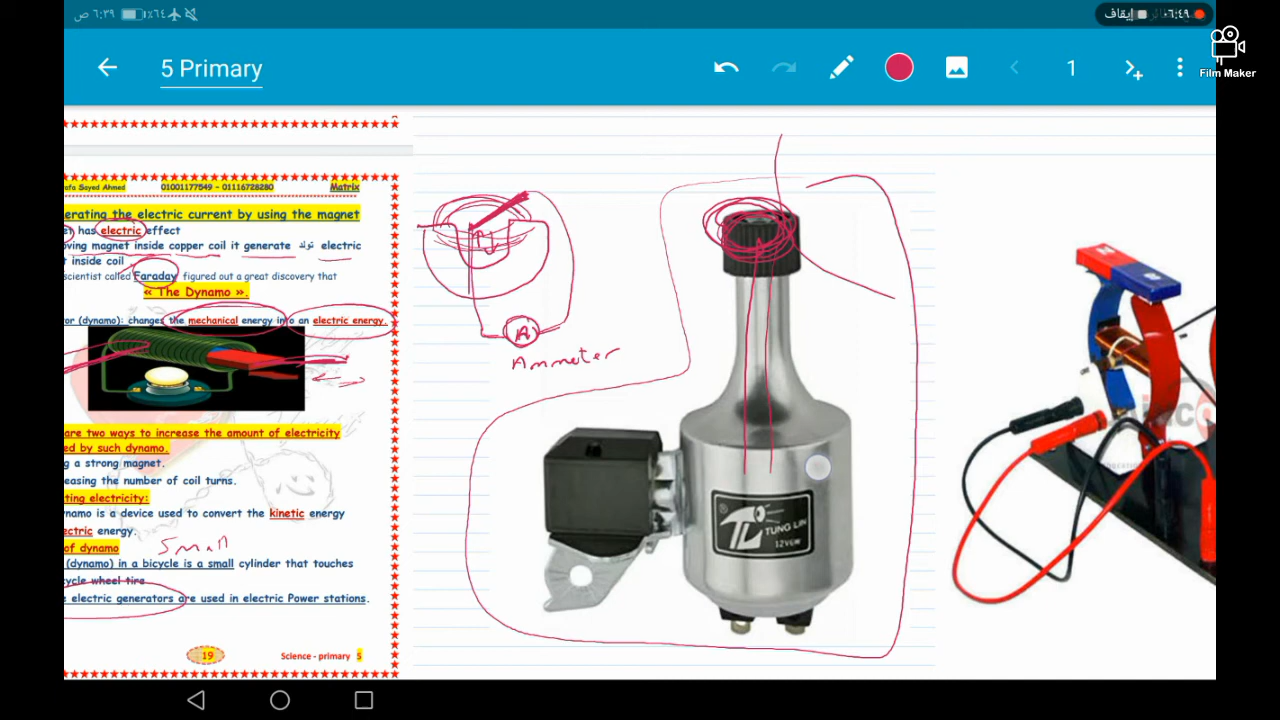 ص ٦:٣٩ ٪٦٤
إيقاف ٠٦:٤٩
5 Primary
1
Film Maker
afa Sayed Ahmed 01001177549 – 01116728280 Matrix
erating the electric current by using the magnet
et has electric effect
oving magnet inside copper coil it generate تولد electric
t inside coil
scientist called Faraday figured out a great discovery that
« The Dynamo ».
or (dynamo): changes the mechanical energy into an electric energy.
are two ways to increase the amount of electricity
ed by such dynamo.
g a strong magnet.
easing the number of coil turns.
ting electricity:
ynamo is a device used to convert the kinetic energy
ectric energy.
of dynamo
Small
(dynamo) in a bicycle is a small cylinder that touches
cycle wheel tire
e electric generators are used in electric Power stations.
19 Science - primary 5
N
A
Ammeter
® TL TUNG LIN
12V6W